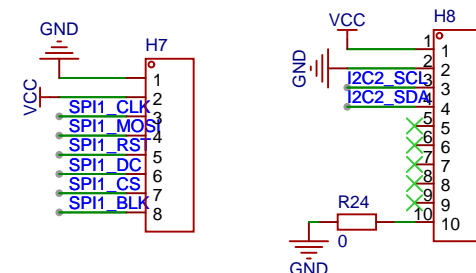 GND
H7
1
VCC
2
SPI1_CLK
3
SPI1_MOSI
4
SPI1_RST
5
SPI1_DC
6
SPI1_CS
7
SPI1_BLK
8
VCC
H8
1
1
GND
2
2
I2C2_SCL
3
3
I2C2_SDA
4
4
5
5
6
6
7
7
8
8
9
9
R24
10
10
0
GND